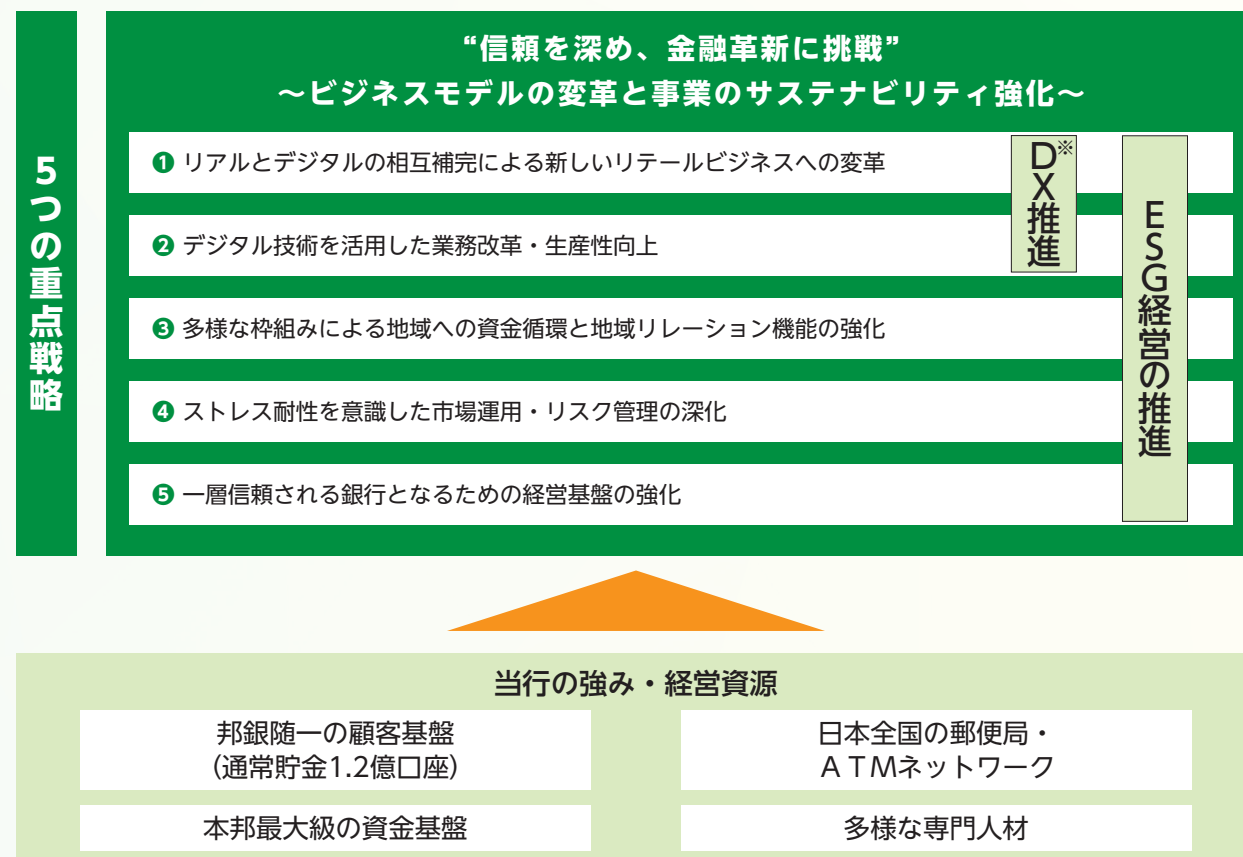 5つの重点戦略
“信頼を深め、金融革新に挑戦”
～ビジネスモデルの変革と事業のサステナビリティ強化～
❶ リアルとデジタルの相互補完による新しいリテールビジネスへの変革
❷ デジタル技術を活用した業務改革・生産性向上
❸ 多様な枠組みによる地域への資金循環と地域リレーション機能の強化
❹ ストレス耐性を意識した市場運用・リスク管理の深化
❺ 一層信頼される銀行となるための経営基盤の強化
ＤＸ※推進
ＥＳＧ経営の推進
当行の強み・経営資源
邦銀随一の顧客基盤
（通常貯金1.2億口座）
日本全国の郵便局・
ＡＴＭネットワーク
本邦最大級の資金基盤
多様な専門人材